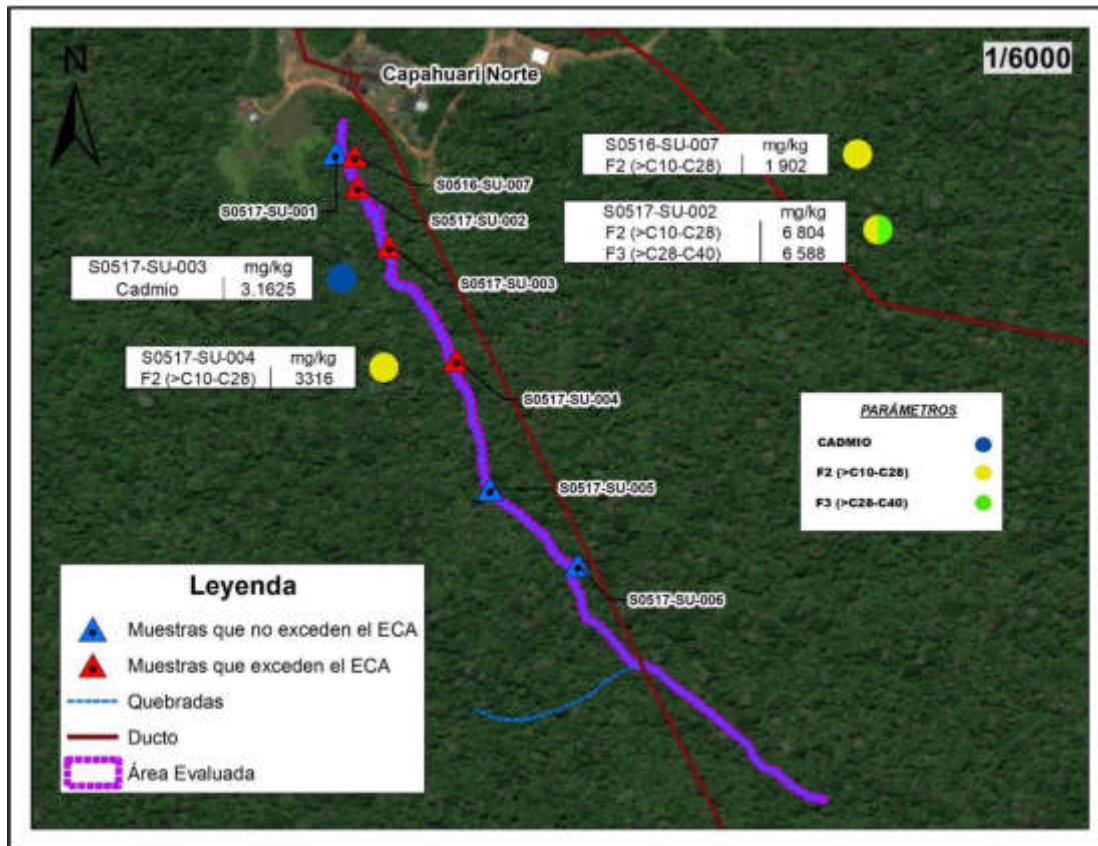 N
Capahuari Norte
1/6000
S0516-SU-007 mg/kg
F2 (>C10-C28) 1 902
S0516-SU-007
S0517-SU-001
S0517-SU-002
S0517-SU-002 mg/kg
F2 (>C10-C28) 6 804
F3 (>C28-C40) 6 588
S0517-SU-003 mg/kg
Cadmio 3.1625
S0517-SU-003
S0517-SU-004 mg/kg
F2 (>C10-C28) 3316
S0517-SU-004
PARÁMETROS
CADMIO
F2 (>C10-C28)
F3 (>C28-C40)
S0517-SU-005
S0517-SU-006
Leyenda
Muestras que no exceden el ECA
Muestras que exceden el ECA
Quebradas
Ducto
Área Evaluada